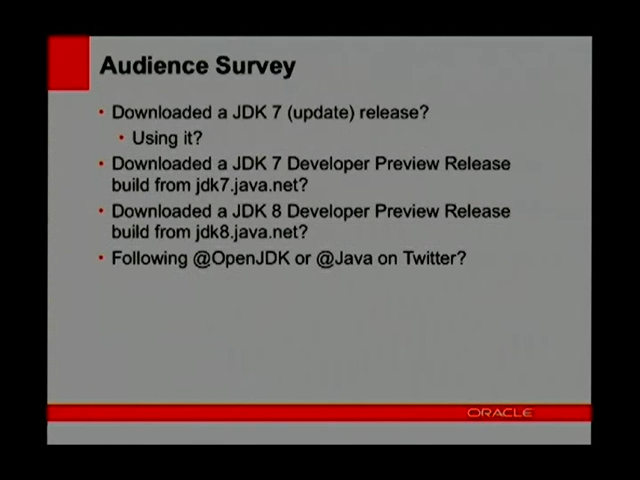 Audience Survey
• Downloaded a JDK 7 (update) release?
• Using it?
• Downloaded a JDK 7 Developer Preview Release
build from jdk7.java.net?
• Downloaded a JDK 8 Developer Preview Release
build from jdk8.java.net?
• Following @OpenJDK or @Java on Twitter?
ORACLE